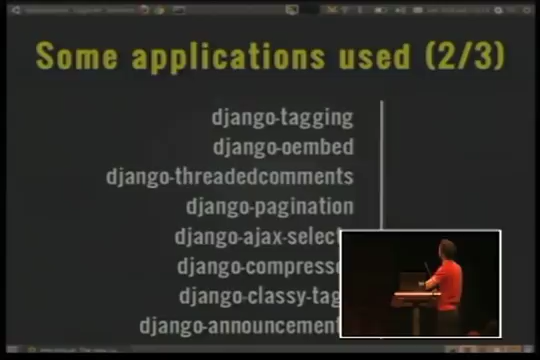 Some applications used (2/3)
django-tagging
django-oembed
django-threadedcomments
django-pagination
django-ajax-select
django-compresso
django-classy-tag
django-announcement